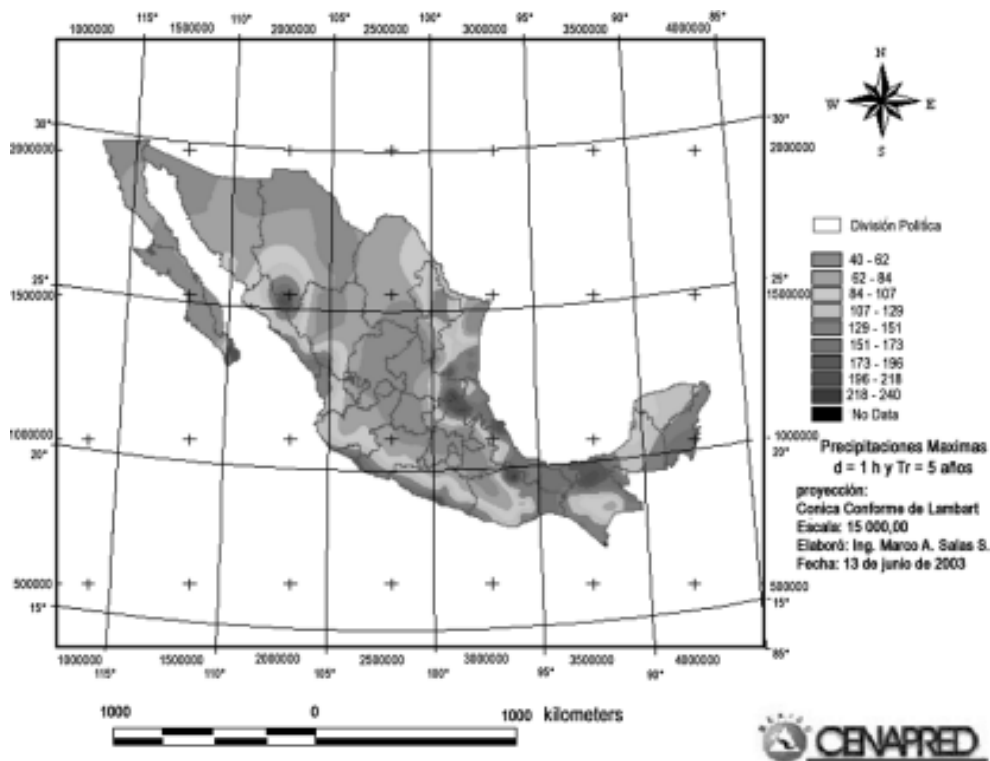 115° 110° 105° 100° 95° 90° 85°
1000000 1500000 2000000 2500000 3000000 3500000 4000000
N
W E
S
30° 30°
2000000 2000000
División Política
40 - 62
62 - 84
84 - 107
107 - 129
129 - 151
151 - 173
173 - 196
196 - 218
218 - 240
No Data
25° 25°
1500000 1500000
1000000 1000000
20° 20°
Precipitaciones Maximas
d = 1 h y Tr = 5 años
proyección:
Conica Conforme de Lambart
Escala: 15 000,00
Elaboró: Ing. Marco A. Salas S.
Fecha: 13 de junio de 2003
500000 500000
15° 15°
85°
1000000 1500000 2000000 2500000 3000000 3500000 4000000
115° 110° 105° 100° 95° 90°
1000 0 1000 kilometers
MEXICO
CENAPRED